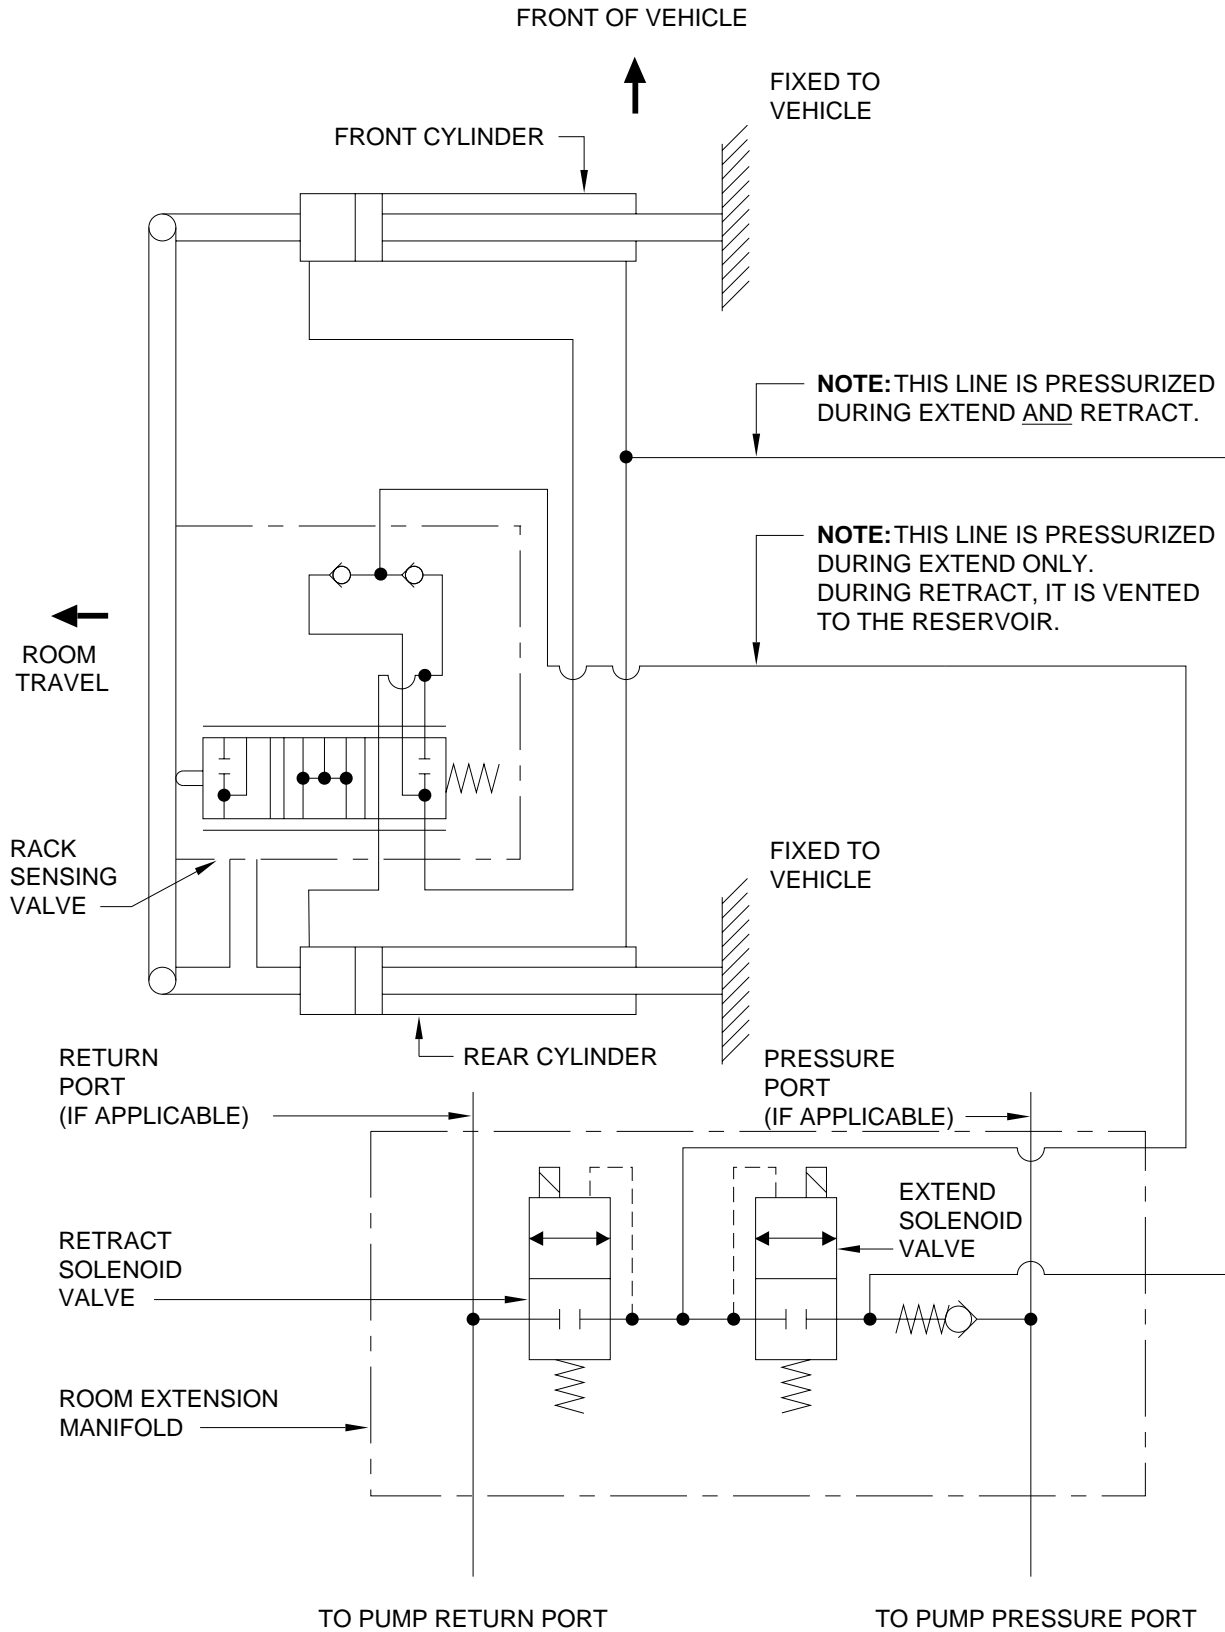 FRONT OF VEHICLE
FIXED TO
VEHICLE
FRONT CYLINDER
NOTE: THIS LINE IS PRESSURIZED
DURING EXTEND AND RETRACT.
NOTE: THIS LINE IS PRESSURIZED
DURING EXTEND ONLY.
DURING RETRACT, IT IS VENTED
TO THE RESERVOIR.
ROOM
TRAVEL
RACK
SENSING
VALVE
FIXED TO
VEHICLE
REAR CYLINDER
RETURN
PORT
(IF APPLICABLE)
PRESSURE
PORT
(IF APPLICABLE)
EXTEND
SOLENOID
VALVE
RETRACT
SOLENOID
VALVE
ROOM EXTENSION
MANIFOLD
TO PUMP RETURN PORT
TO PUMP PRESSURE PORT